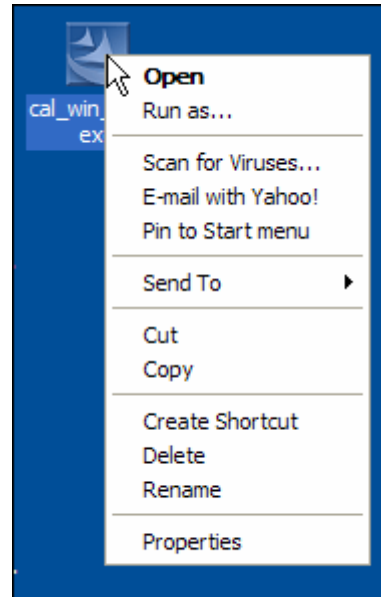 cal_win_
ex
Open
Run as...
Scan for Viruses...
E-mail with Yahoo!
Pin to Start menu
Send To
Cut
Copy
Create Shortcut
Delete
Rename
Properties